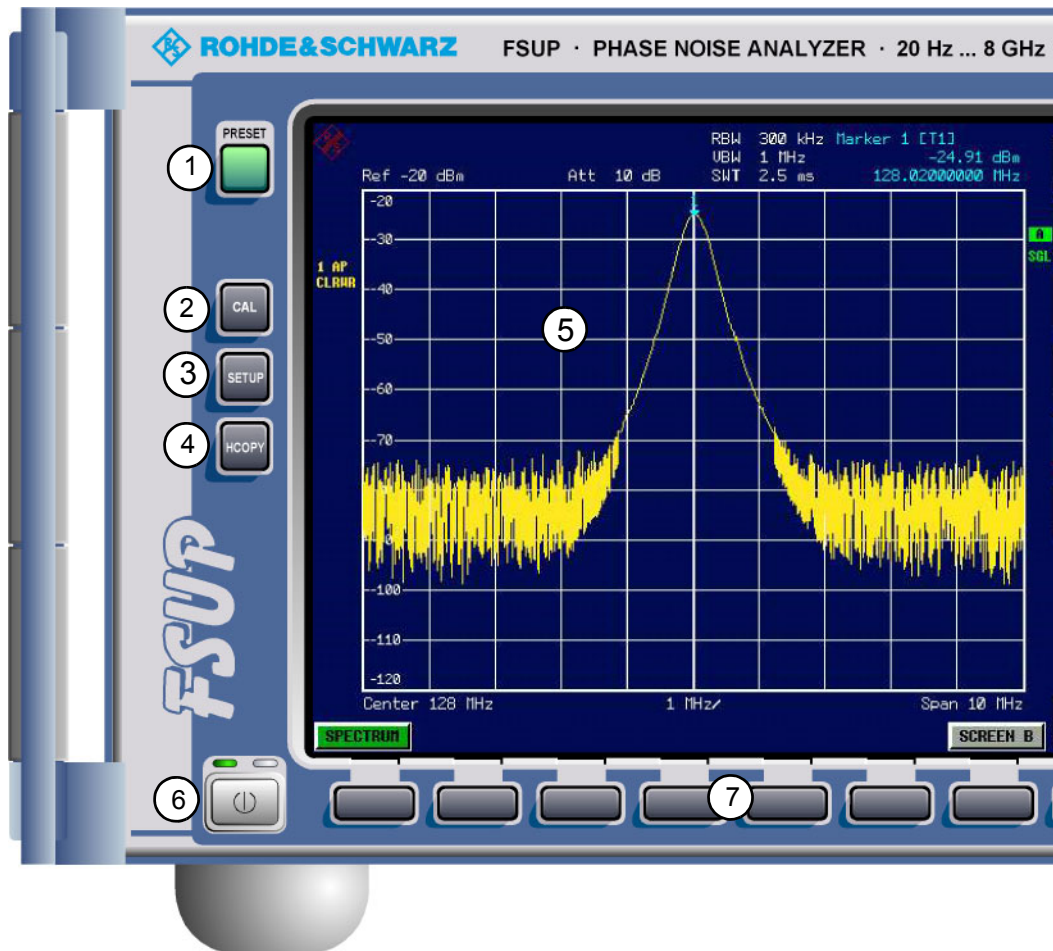 ROHDE&SCHWARZ FSUP · PHASE NOISE ANALYZER · 20 Hz ... 8 GHz
PRESET
1
RBW 300 kHz Marker 1 [T1]
VBW 1 MHz -24.91 dBm
Ref -20 dBm Att 10 dB SWT 2.5 ms 128.02000000 MHz
-20
-30
A
SGL
1 AP
CLRWR
-40
2
CAL
5
-50
3
SETUP
-60
4
HCOPY
-70
-100
-110
-120
FSUP
Center 128 MHz 1 MHz/ Span 10 MHz
SPECTRUM
SCREEN B
6
7